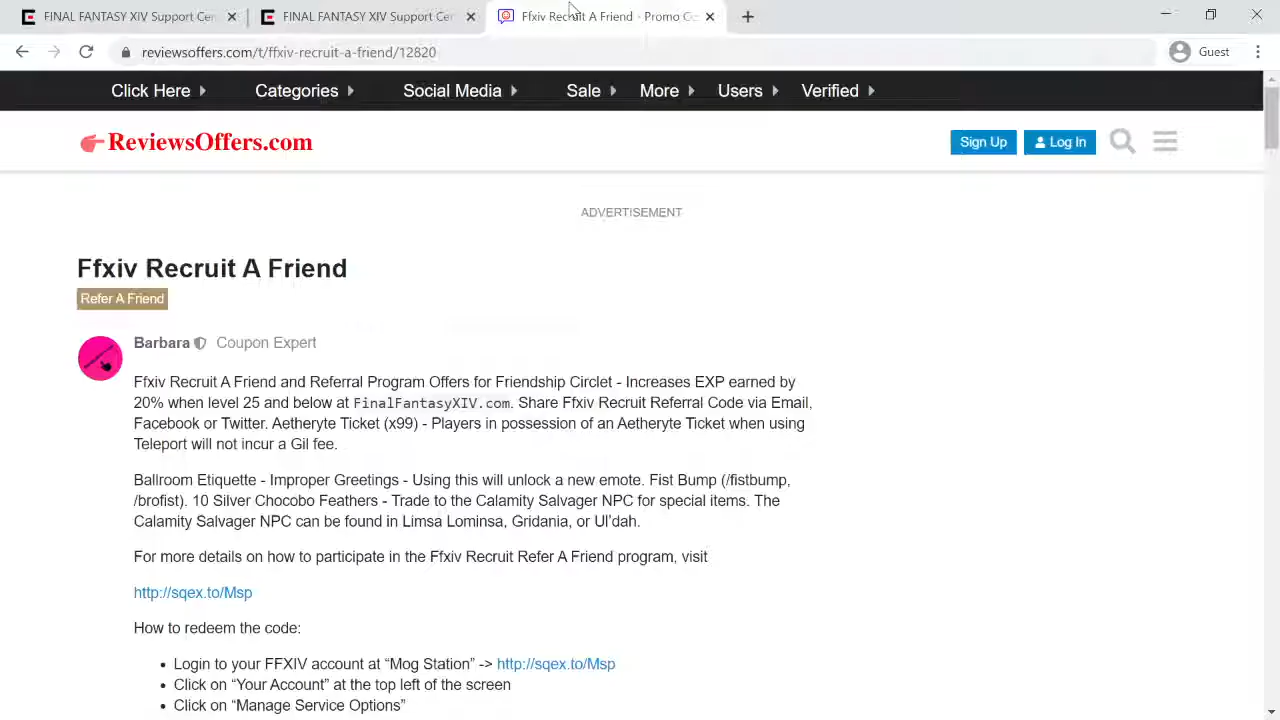 FINAL FANTASY XIV Support Cen
FINAL FANTASY XIV Support Cen
Ffxiv Recruit A Friend - Promo Co
reviewsoffers.com/t/ffxiv-recruit-a-friend/12820
Guest
Click Here
Categories
Social Media
Sale
More
Users
Verified
ReviewsOffers.com
Sign Up
Log In
ADVERTISEMENT
Ffxiv Recruit A Friend
Refer A Friend
Barbara Coupon Expert
Ffxiv Recruit A Friend and Referral Program Offers for Friendship Circlet - Increases EXP earned by
20% when level 25 and below at FinalFantasyXIV.com. Share Ffxiv Recruit Referral Code via Email,
Facebook or Twitter. Aetheryte Ticket (x99) - Players in possession of an Aetheryte Ticket when using
Teleport will not incur a Gil fee.
Ballroom Etiquette - Improper Greetings - Using this will unlock a new emote. Fist Bump (/fistbump,
/brofist). 10 Silver Chocobo Feathers - Trade to the Calamity Salvager NPC for special items. The
Calamity Salvager NPC can be found in Limsa Lominsa, Gridania, or Ul’dah.
For more details on how to participate in the Ffxiv Recruit Refer A Friend program, visit
http://sqex.to/Msp
How to redeem the code:
• Login to your FFXIV account at “Mog Station” -> http://sqex.to/Msp
• Click on “Your Account” at the top left of the screen
• Click on “Manage Service Options”